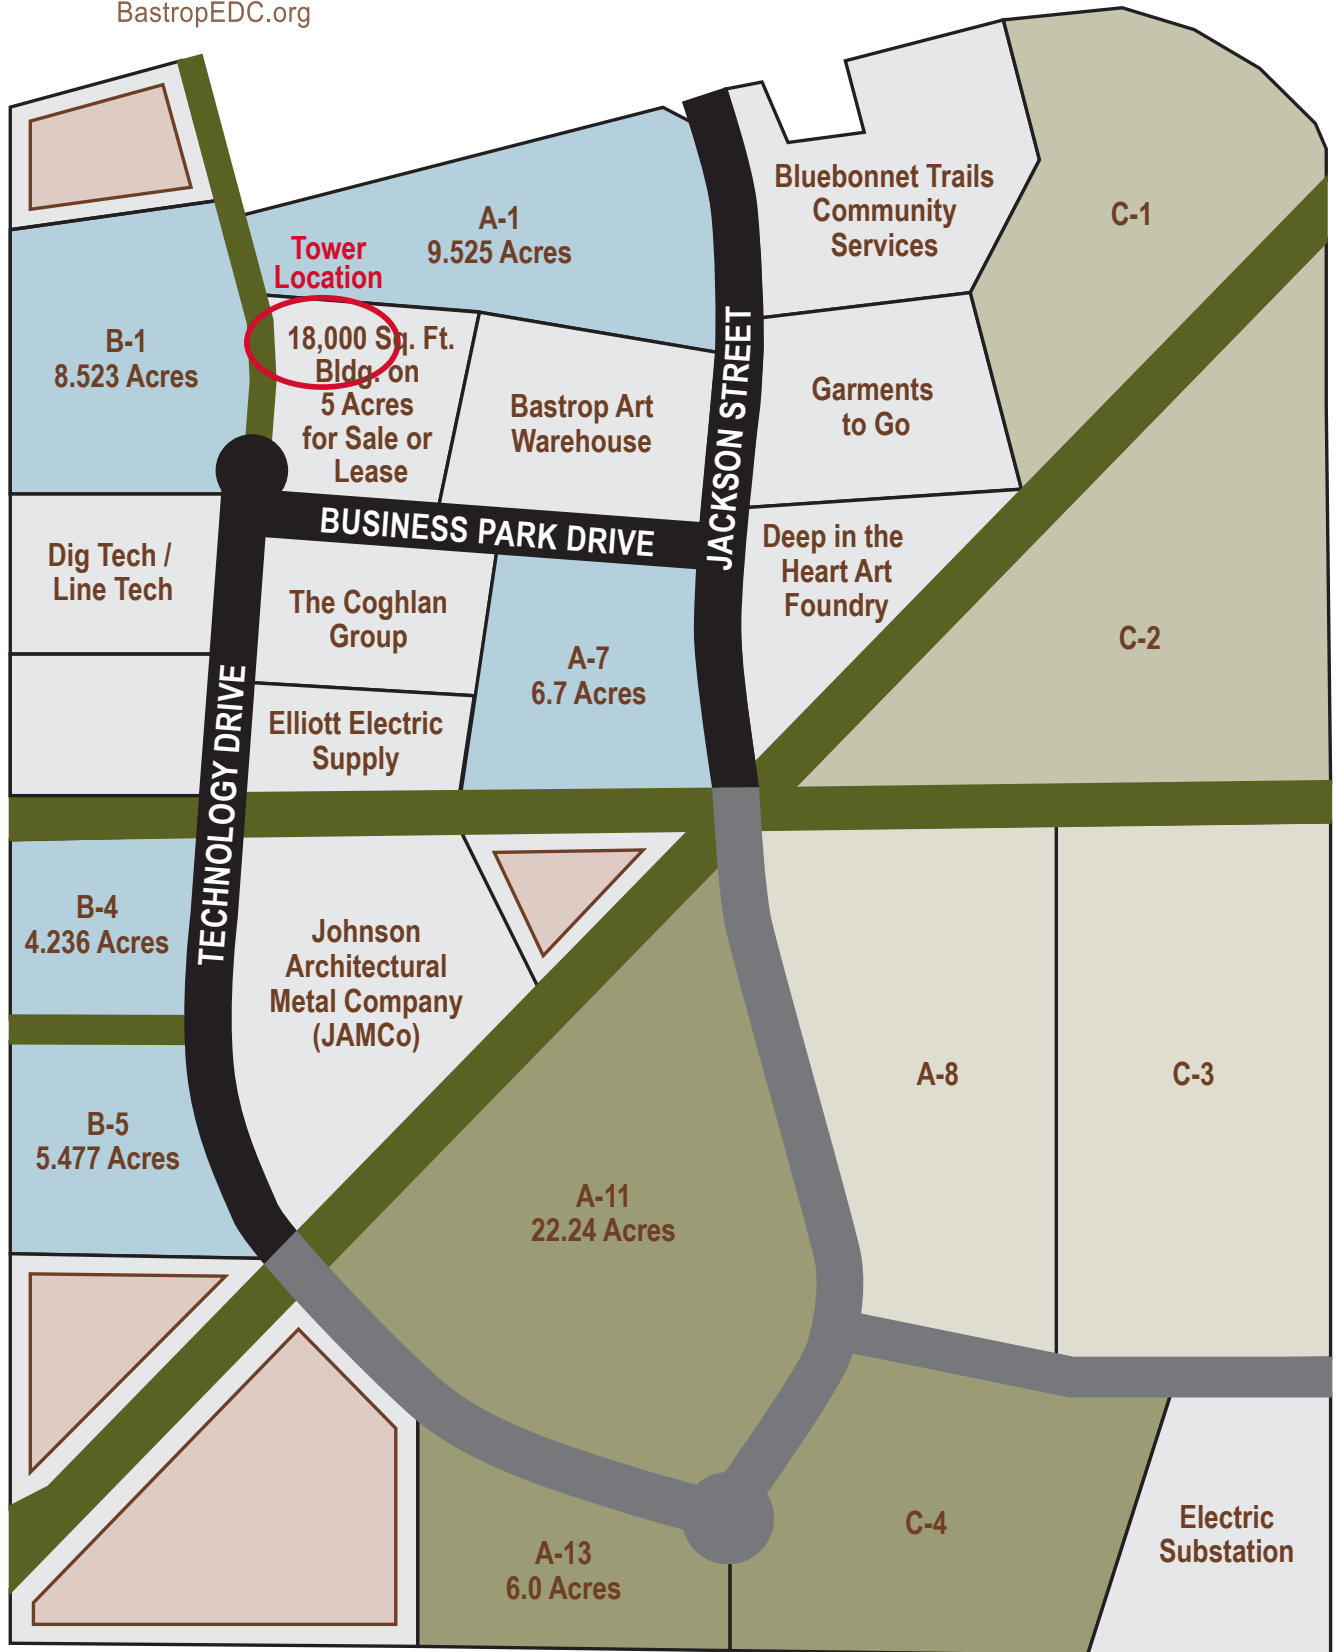 BastropEDC.org
Bluebonnet Trails
Community
Services
C-1
A-1
9.525 Acres
Tower
Location
B-1
8.523 Acres
18,000 Sq. Ft.
Bldg. on
5 Acres
for Sale or
Lease
Bastrop Art
Warehouse
JACKSON STREET
Garments
to Go
BUSINESS PARK DRIVE
Dig Tech /
Line Tech
The Coghlan
Group
Deep in the
Heart Art
Foundry
A-7
6.7 Acres
C-2
Elliott Electric
Supply
TECHNOLOGY DRIVE
B-4
4.236 Acres
Johnson
Architectural
Metal Company
(JAMCo)
A-8
C-3
B-5
5.477 Acres
A-11
22.24 Acres
A-13
6.0 Acres
C-4
Electric
Substation